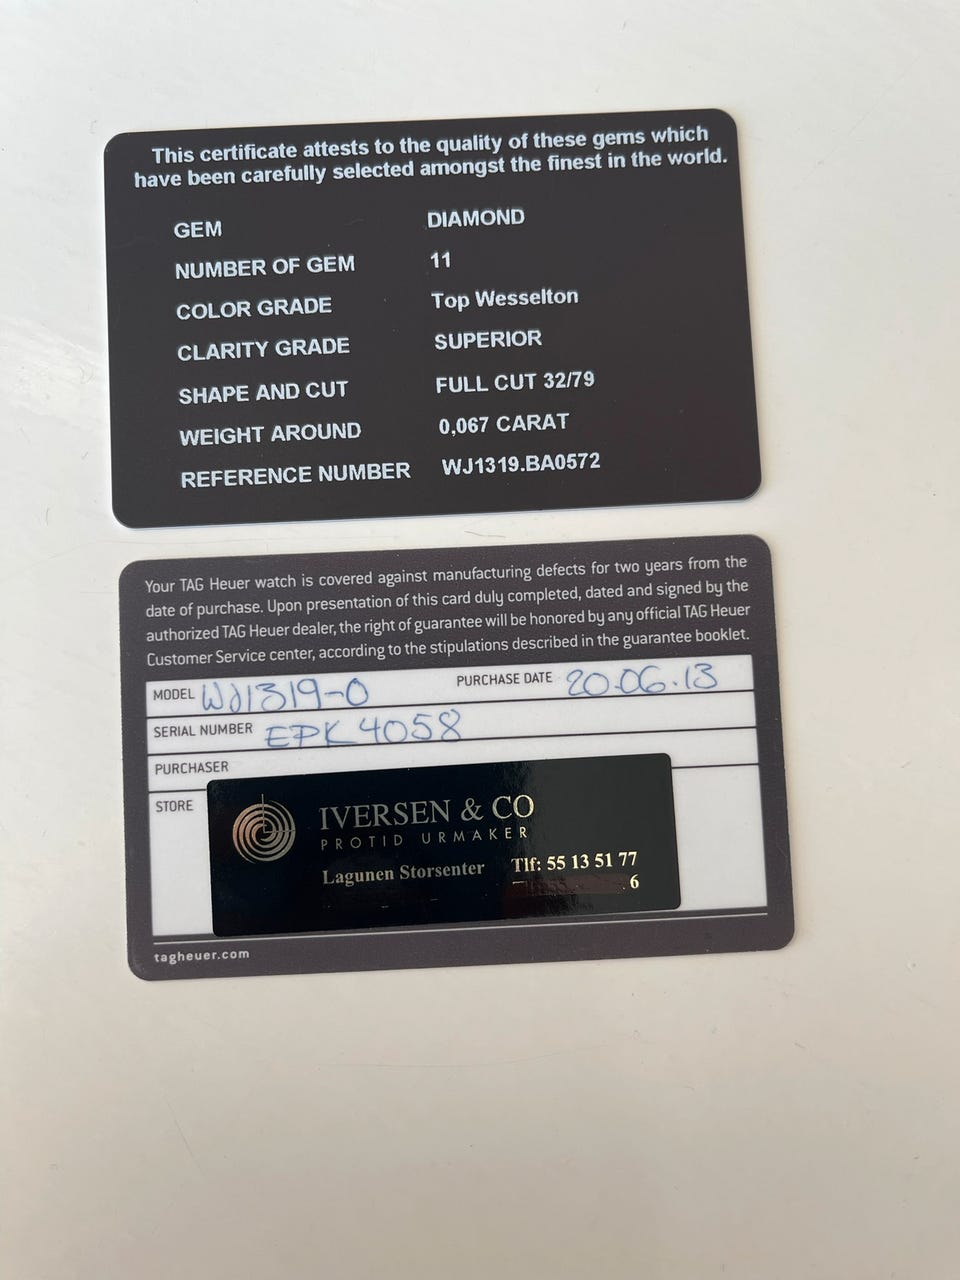 This certificate attests to the quality of these gems which
have been carefully selected amongst the finest in the world.
GEM DIAMOND
NUMBER OF GEM 11
COLOR GRADE Top Wesselton
CLARITY GRADE SUPERIOR
SHAPE AND CUT FULL CUT 32/79
WEIGHT AROUND 0,067 CARAT
REFERENCE NUMBER WJ1319.BA0572
Your TAG Heuer watch is covered against manufacturing defects for two years from the
date of purchase. Upon presentation of this card duly completed, dated and signed by the
authorized TAG Heuer dealer, the right of guarantee will be honored by any official TAG Heuer
Customer Service center, according to the stipulations described in the guarantee booklet.
MODEL WJ1319-0 PURCHASE DATE 20.06.13
SERIAL NUMBER EPK 4058
PURCHASER
STORE
IVERSEN & CO
PROTID URMAKER
Lagunen Storsenter Tlf: 55 13 51 77
6
tagheuer.com